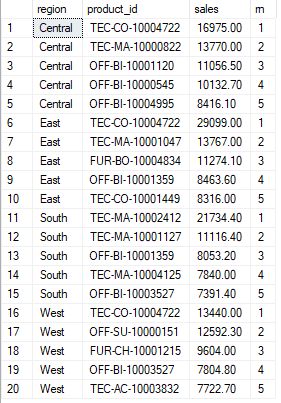 region product_id sales rn
1 Central TEC-CO-10004722 16975.00 1
2 Central TEC-MA-10000822 13770.00 2
3 Central OFF-BI-10001120 11056.50 3
4 Central OFF-BI-10000545 10132.70 4
5 Central OFF-BI-10004995 8416.10 5
6 East TEC-CO-10004722 29099.00 1
7 East TEC-MA-10001047 13767.00 2
8 East FUR-BO-10004834 11274.10 3
9 East OFF-BI-10001359 8463.60 4
10 East TEC-CO-10001449 8316.00 5
11 South TEC-MA-10002412 21734.40 1
12 South TEC-MA-10001127 11116.40 2
13 South OFF-BI-10001359 8053.20 3
14 South TEC-MA-10004125 7840.00 4
15 South OFF-BI-10003527 7391.40 5
16 West TEC-CO-10004722 13440.00 1
17 West OFF-SU-10000151 12592.30 2
18 West FUR-CH-10001215 9604.00 3
19 West OFF-BI-10003527 7804.80 4
20 West TEC-AC-10003832 7722.70 5